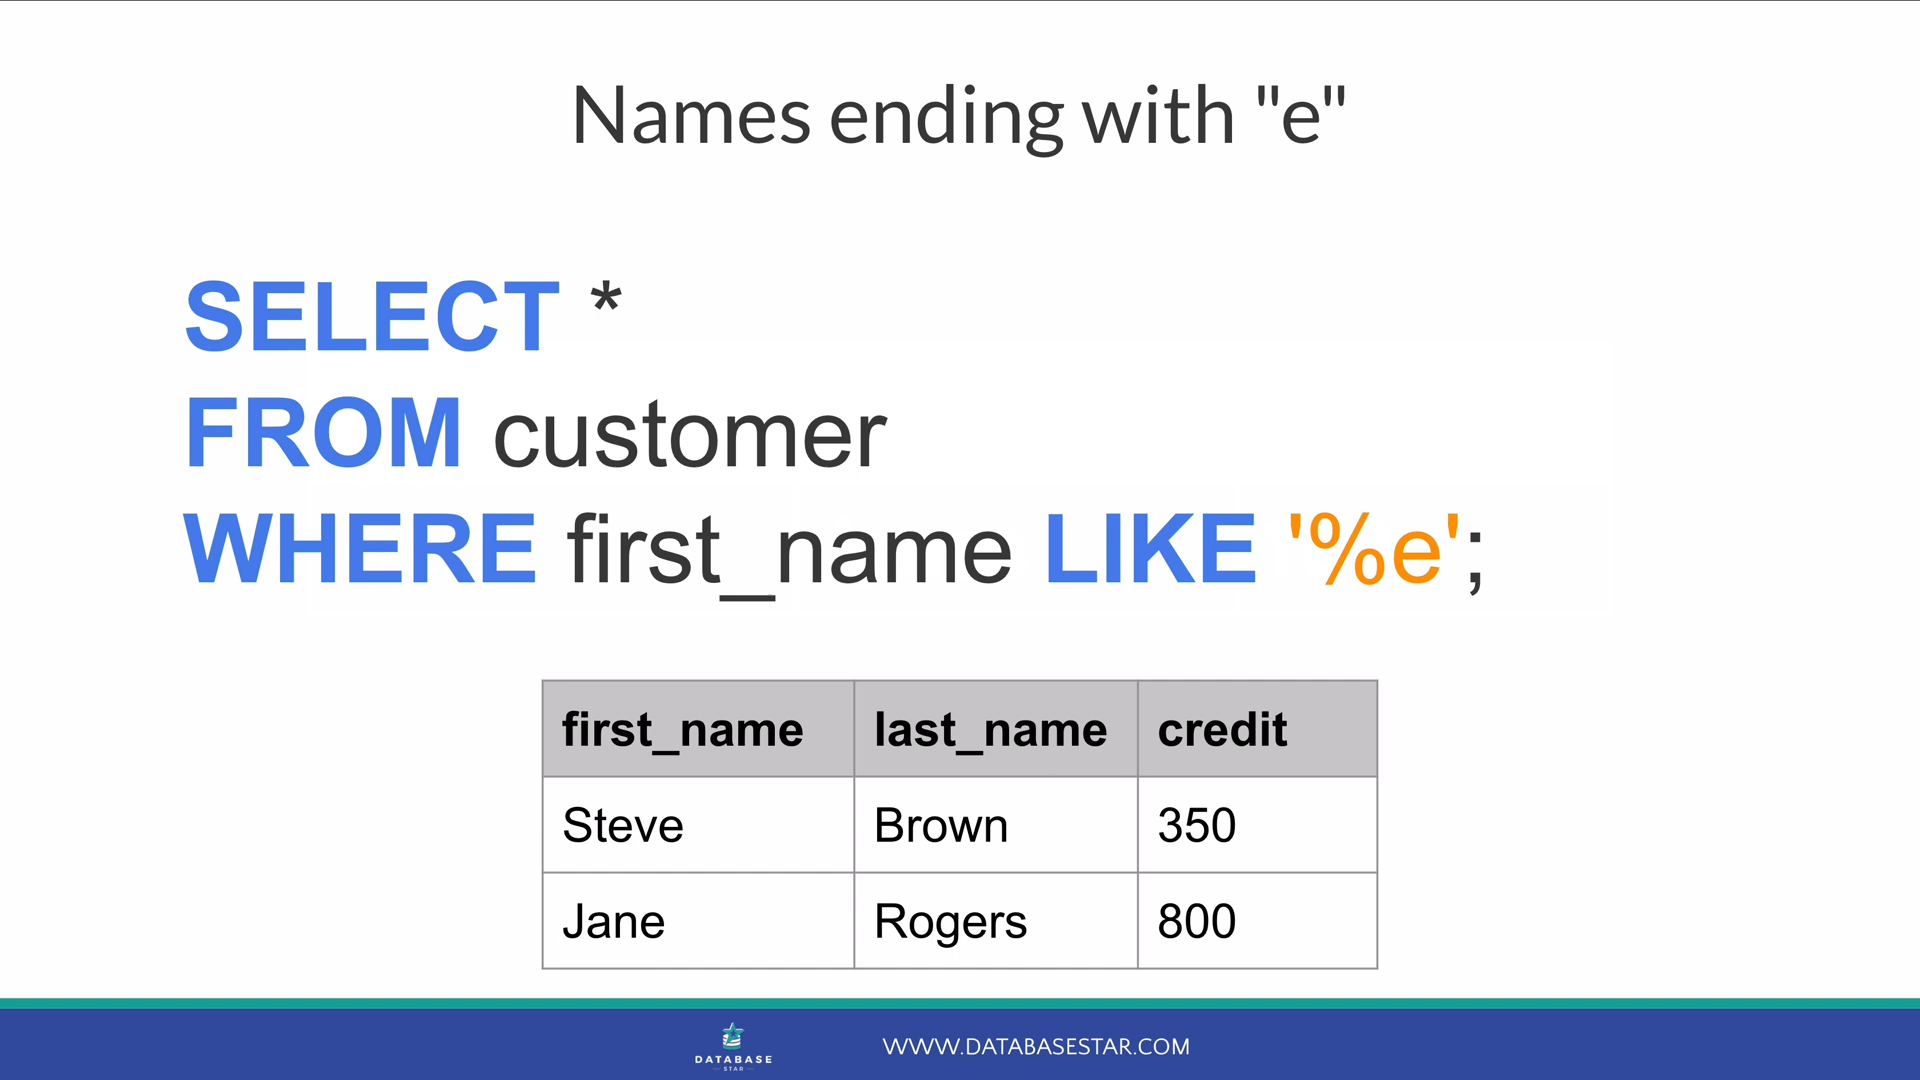 Names ending with "e"
SELECT *
FROM customer
WHERE first_name LIKE '%e';
first_name last_name credit
Steve Brown 350
Jane Rogers 800
DATABASE
STAR
WWW.DATABASESTAR.COM